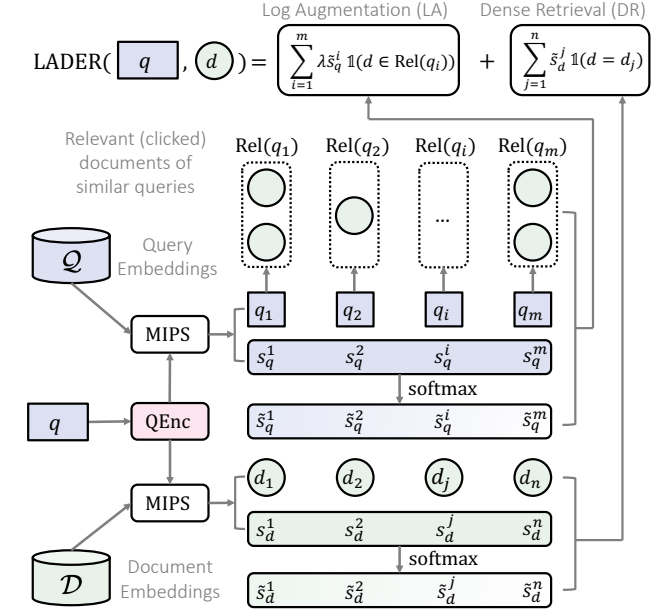 Log Augmentation (LA)
Dense Retrieval (DR)
LADER( q , d ) = ∑_{i=1}^{m} λs̃_q^i 𝟙(d ∈ Rel(q_i)) + ∑_{j=1}^{n} s̃_d^j 𝟙(d = d_j)
Relevant (clicked)
documents of
similar queries
Rel(q_1) Rel(q_2) Rel(q_i) Rel(q_m)
...
𝒬
Query
Embeddings
MIPS
q_1 q_2 q_i q_m
s_q^1 s_q^2 s_q^i s_q^m
softmax
q
QEnc
s̃_q^1 s̃_q^2 s̃_q^i s̃_q^m
MIPS
d_1 d_2 d_j d_n
s_d^1 s_d^2 s_d^j s_d^n
softmax
𝒟
Document
Embeddings
s̃_d^1 s̃_d^2 s̃_d^j s̃_d^n